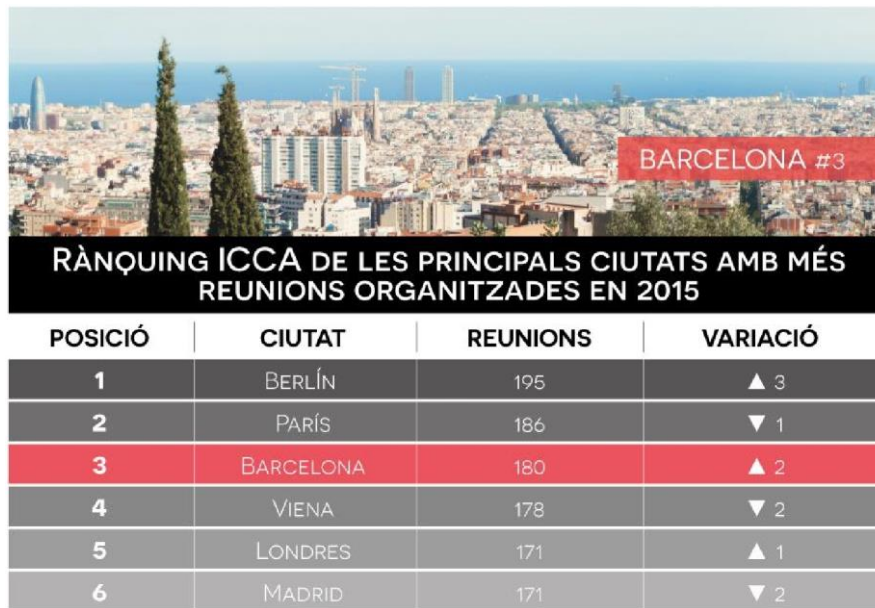 BARCELONA #3
RÀNQUING ICCA DE LES PRINCIPALS CIUTATS AMB MÉS
REUNIONS ORGANITZADES EN 2015
POSICIÓ CIUTAT REUNIONS VARIACIÓ
1 BERLÍN 195 ▲ 3
2 PARÍS 186 ▼ 1
3 BARCELONA 180 ▲ 2
4 VIENA 178 ▼ 2
5 LONDRES 171 ▲ 1
6 MADRID 171 ▼ 2